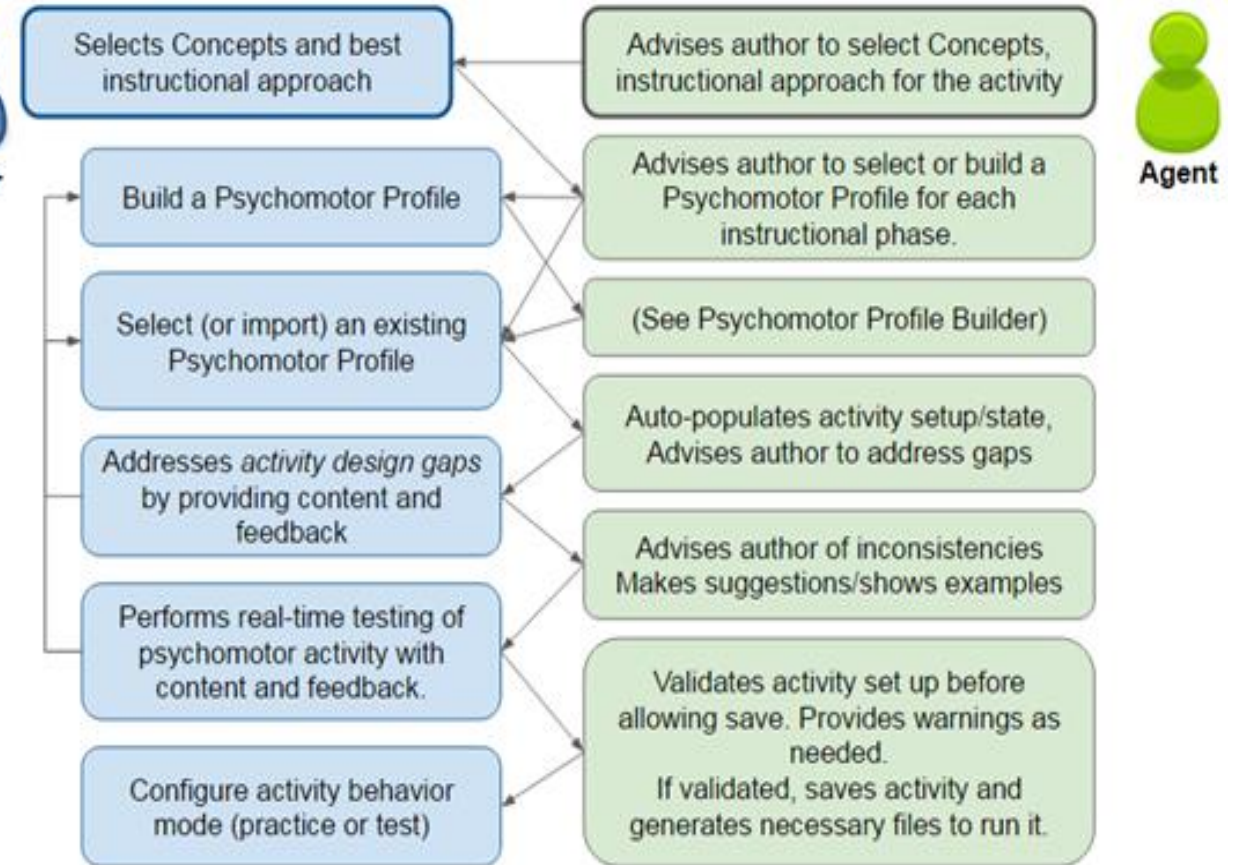 Selects Concepts and best
instructional approach
Advises author to select Concepts,
instructional approach for the activity
Agent
Build a Psychomotor Profile
Advises author to select or build a
Psychomotor Profile for each
instructional phase.
Select (or import) an existing
Psychomotor Profile
(See Psychomotor Profile Builder)
Auto-populates activity setup/state,
Advises author to address gaps
Addresses activity design gaps
by providing content and
feedback
Advises author of inconsistencies
Makes suggestions/shows examples
Performs real-time testing of
psychomotor activity with
content and feedback.
Validates activity set up before
allowing save. Provides warnings as
needed.
If validated, saves activity and
generates necessary files to run it.
Configure activity behavior
mode (practice or test)